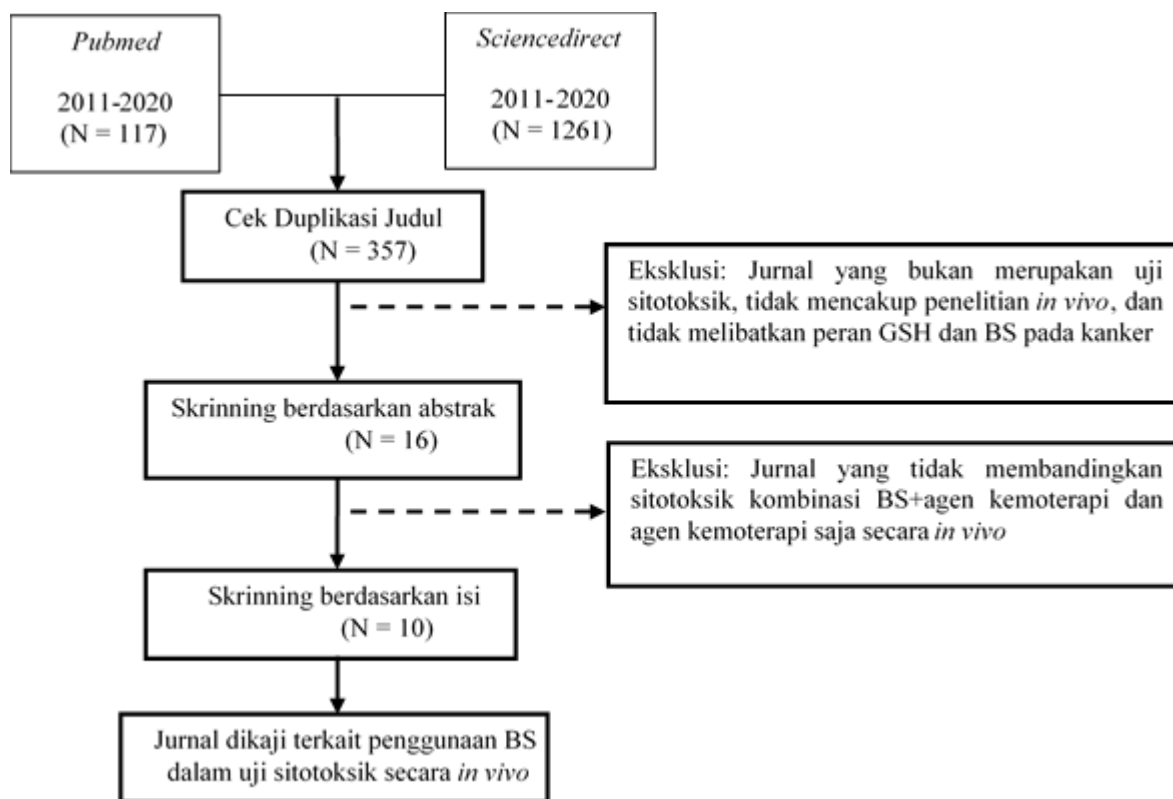 Pubmed
2011-2020
(N = 117)
Sciencedirect
2011-2020
(N = 1261)
Cek Duplikasi Judul
(N = 357)
Eksklusi: Jurnal yang bukan merupakan uji
sitotoksik, tidak mencakup penelitian in vivo, dan
tidak melibatkan peran GSH dan BS pada kanker
Skrinning berdasarkan abstrak
(N = 16)
Eksklusi: Jurnal yang tidak membandingkan
sitotoksik kombinasi BS+agen kemoterapi dan
agen kemoterapi saja secara in vivo
Skrinning berdasarkan isi
(N = 10)
Jurnal dikaji terkait penggunaan BS
dalam uji sitotoksik secara in vivo